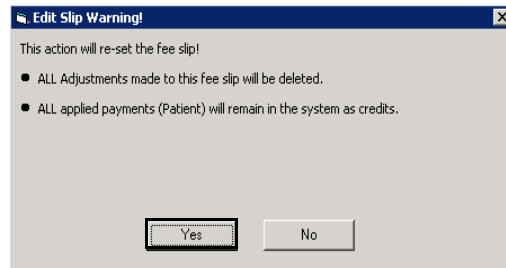 Edit Slip Warning!
This action will re-set the fee slip!
ALL Adjustments made to this fee slip will be deleted.
ALL applied payments (Patient) will remain in the system as credits.
Yes No